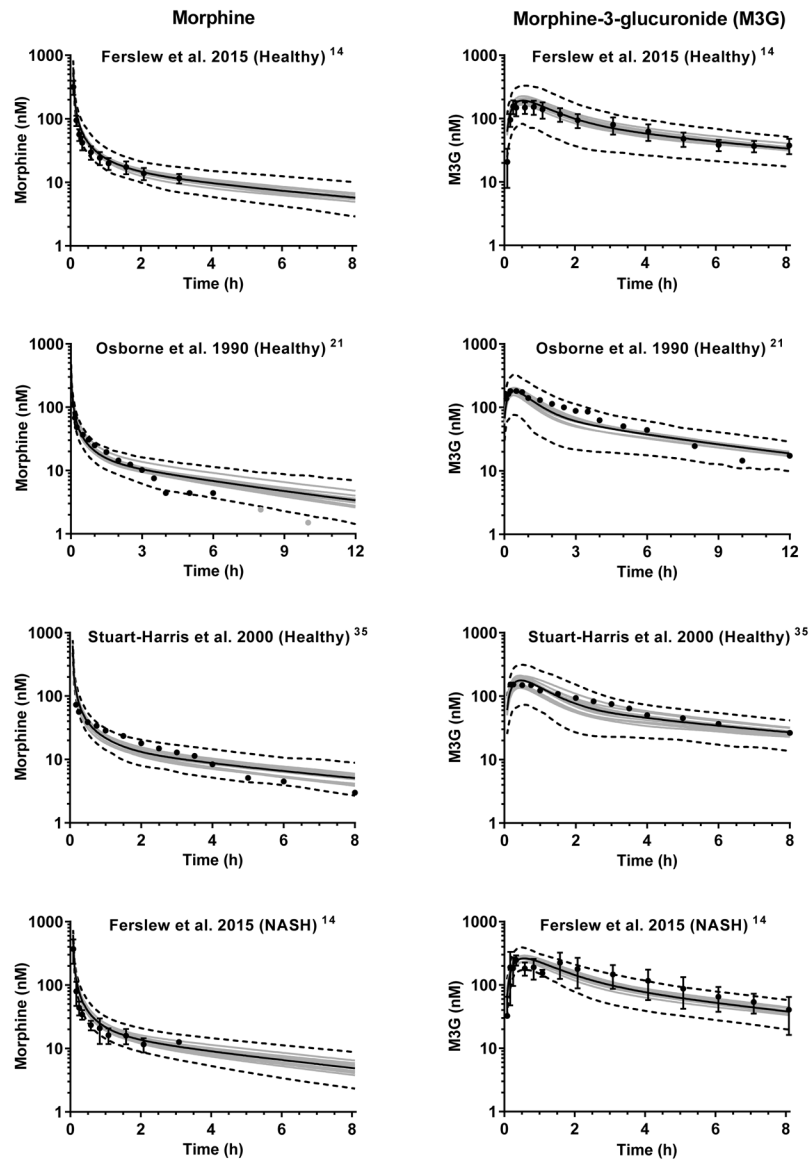 Morphine
Morphine-3-glucuronide (M3G)
Ferslew et al. 2015 (Healthy) 14
Morphine (nM)
1000
100
10
1
0 2 4 6 8
Time (h)
Ferslew et al. 2015 (Healthy) 14
M3G (nM)
1000
100
10
1
0 2 4 6 8
Time (h)
Osborne et al. 1990 (Healthy) 21
Morphine (nM)
1000
100
10
1
0 3 6 9 12
Time (h)
Osborne et al. 1990 (Healthy) 21
M3G (nM)
1000
100
10
1
0 3 6 9 12
Time (h)
Stuart-Harris et al. 2000 (Healthy) 35
Morphine (nM)
1000
100
10
1
0 2 4 6 8
Time (h)
Stuart-Harris et al. 2000 (Healthy) 35
M3G (nM)
1000
100
10
1
0 2 4 6 8
Time (h)
Ferslew et al. 2015 (NASH) 14
Morphine (nM)
1000
100
10
1
0 2 4 6 8
Time (h)
Ferslew et al. 2015 (NASH) 14
M3G (nM)
1000
100
10
1
0 2 4 6 8
Time (h)